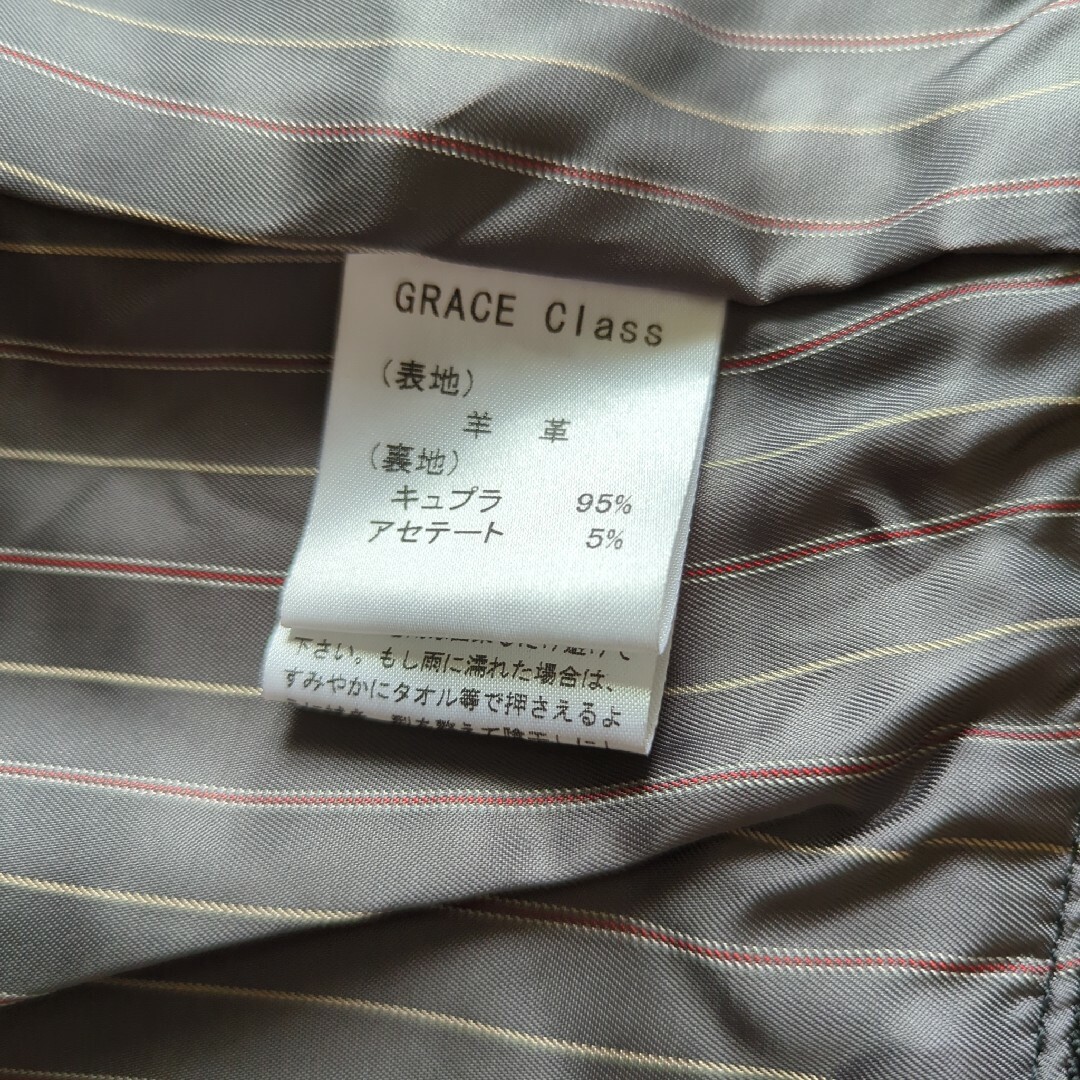 GRACE Class
(表地)
羊 革
(裏地)
キュプラ 95%
アセテート 5%
下さい。もし雨に濡れた場合は、
すみやかにタオル等で押さえるよ